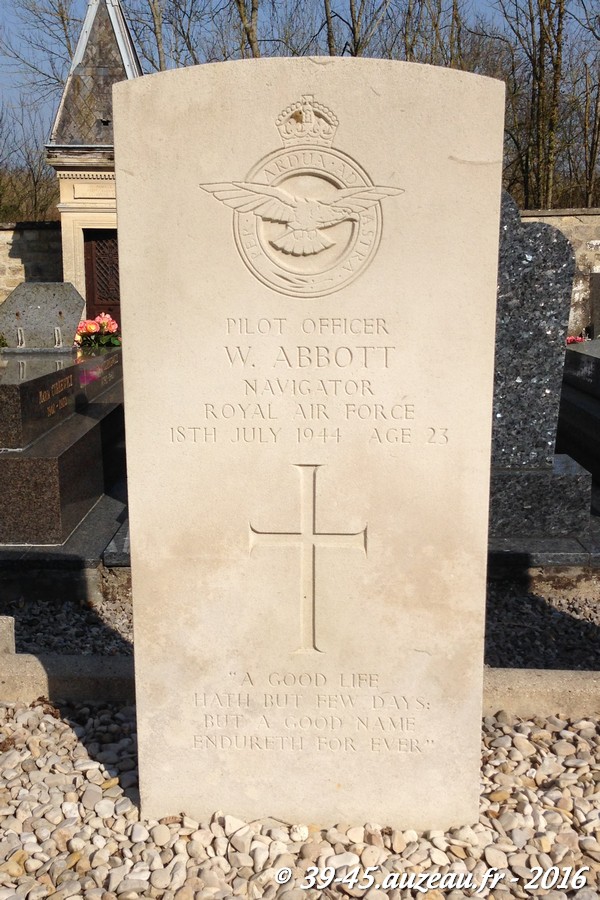 PER · ARDUA · AD ASTRA
PILOT OFFICER
W. ABBOTT
NAVIGATOR
ROYAL AIR FORCE
18TH JULY 1944 AGE 23
"A GOOD LIFE
HATH BUT FEW DAYS:
BUT A GOOD NAME
ENDURETH FOR EVER"
© 39-45.auzeau.fr - 2016